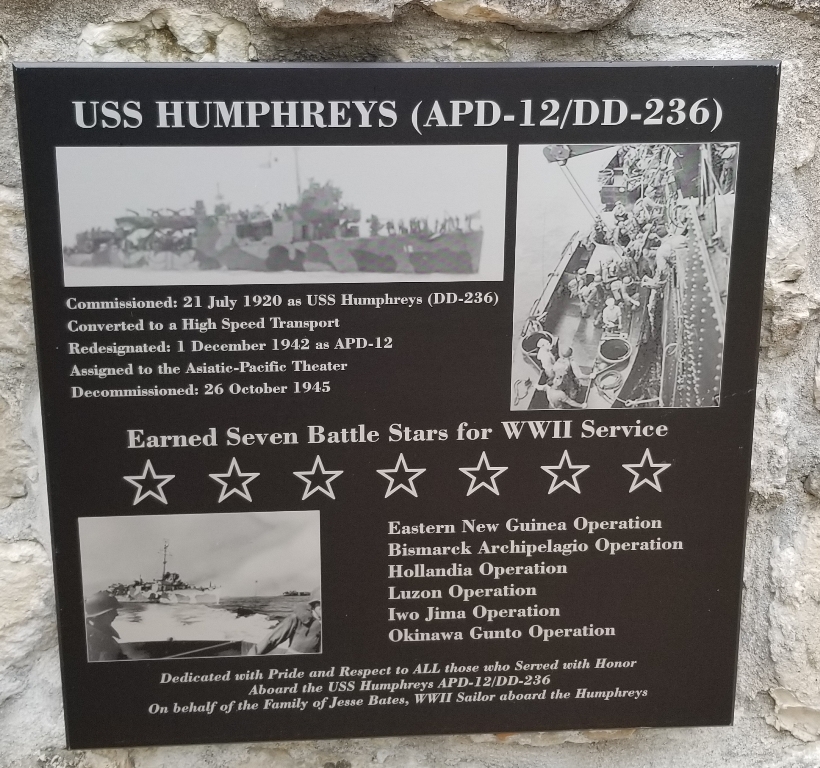 USS HUMPHREYS (APD-12/DD-236)
Commissioned: 21 July 1920 as USS Humphreys (DD-236)
Converted to a High Speed Transport
Redesignated: 1 December 1942 as APD-12
Assigned to the Asiatic-Pacific Theater
Decommissioned: 26 October 1945
Earned Seven Battle Stars for WWII Service
Eastern New Guinea Operation
Bismarck Archipelagio Operation
Hollandia Operation
Luzon Operation
Iwo Jima Operation
Okinawa Gunto Operation
Dedicated with Pride and Respect to ALL those who Served with Honor
Aboard the USS Humphreys APD-12/DD-236
On behalf of the Family of Jesse Bates, WWII Sailor aboard the Humphreys